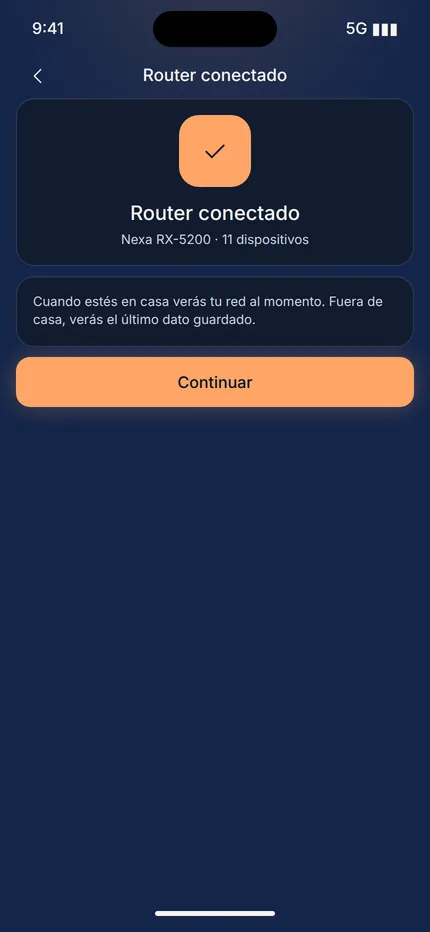 9:41
5G
Router conectado
Router conectado
Nexa RX-5200 · 11 dispositivos
Cuando estés en casa verás tu red al momento. Fuera de
casa, verás el último dato guardado.
Continuar